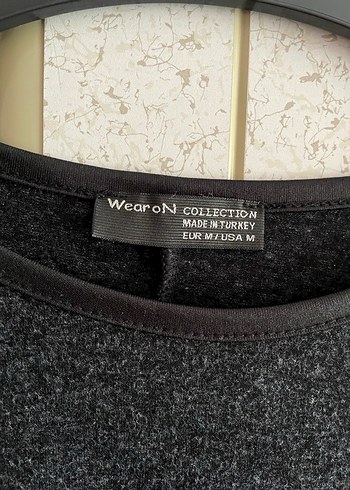 WearoN COLLECTION
MADE IN TURKEY
EUR M / USA M